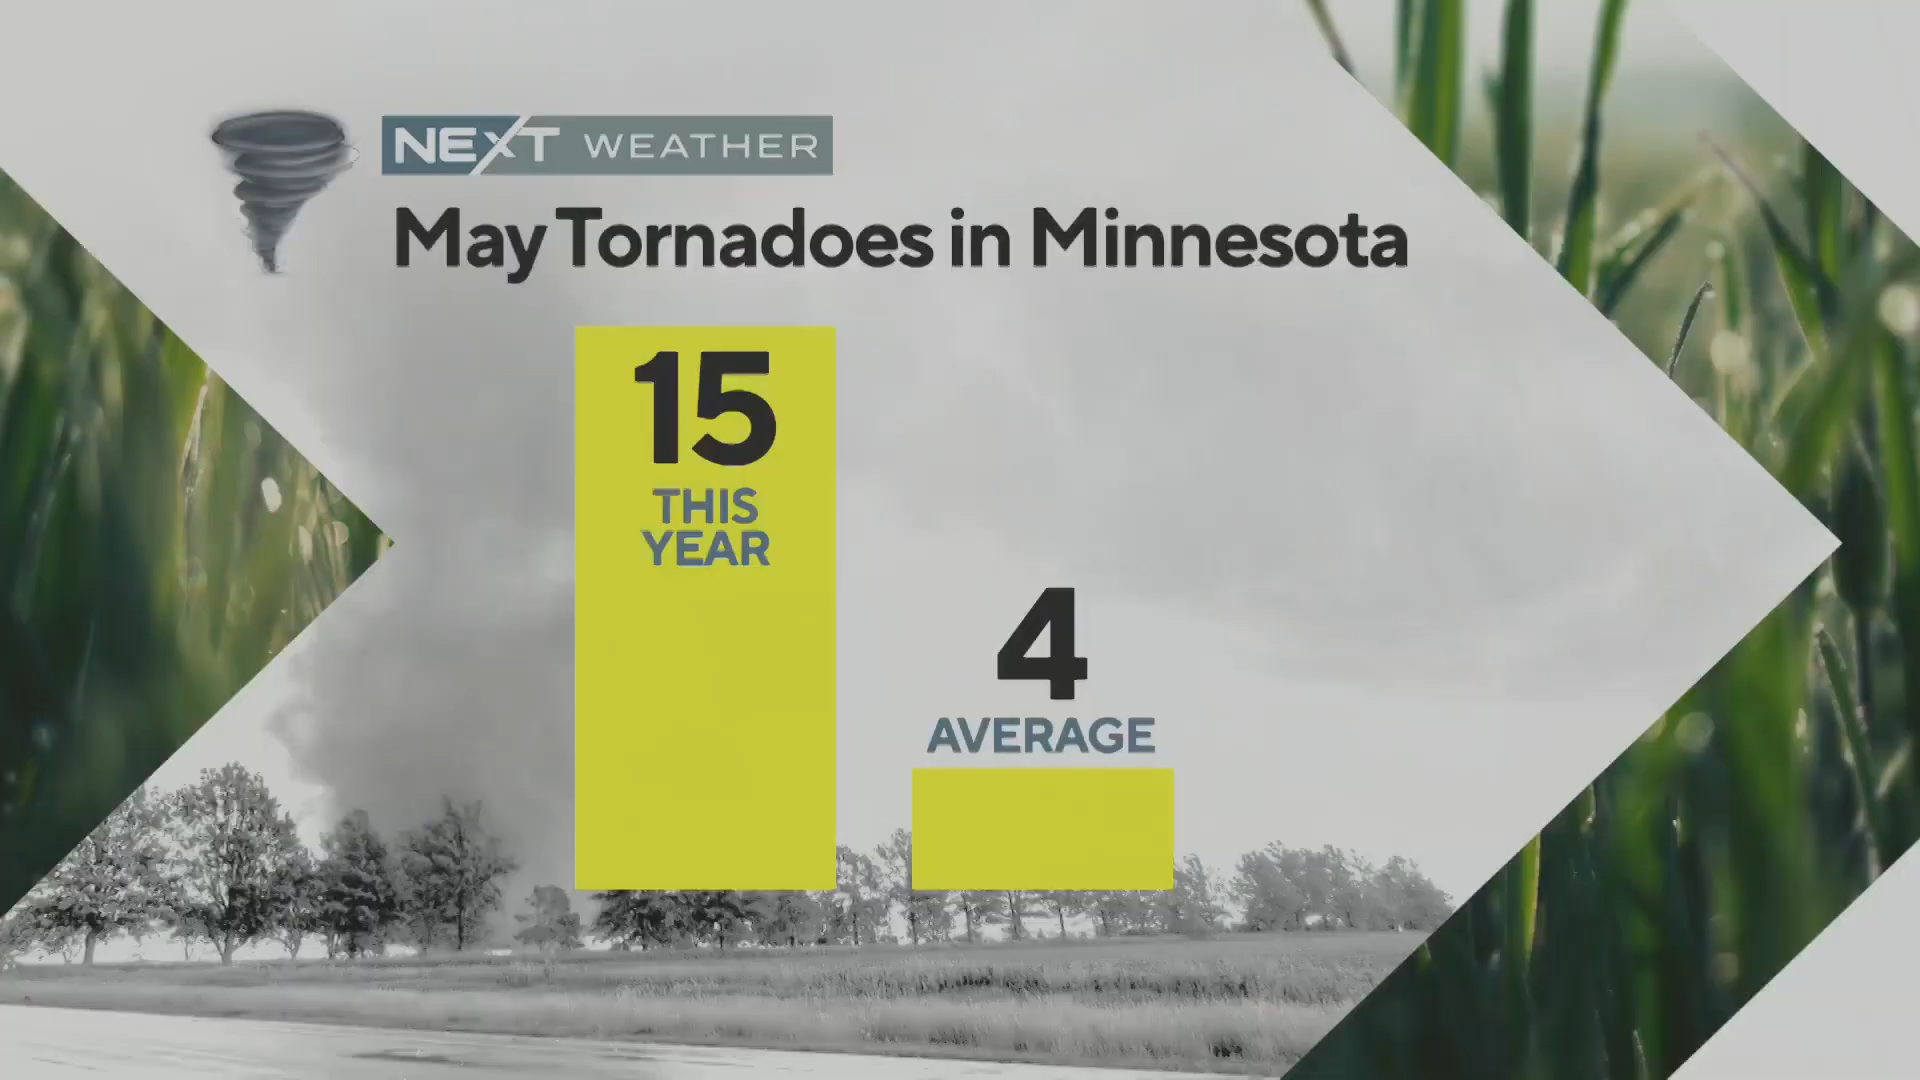 NEXT WEATHER
May Tornadoes in Minnesota
15
THIS
YEAR
4
AVERAGE